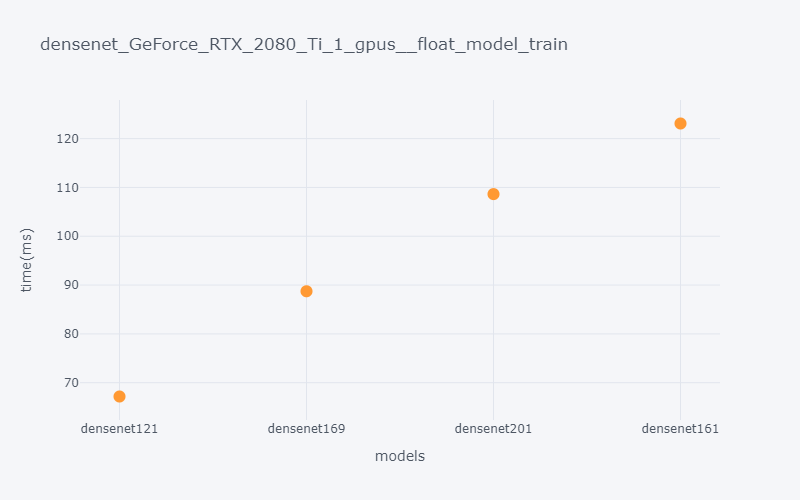 densenet_GeForce_RTX_2080_Ti_1_gpus__float_model_train
time(ms)
120
110
100
90
80
70
densenet121
densenet169
densenet201
densenet161
models